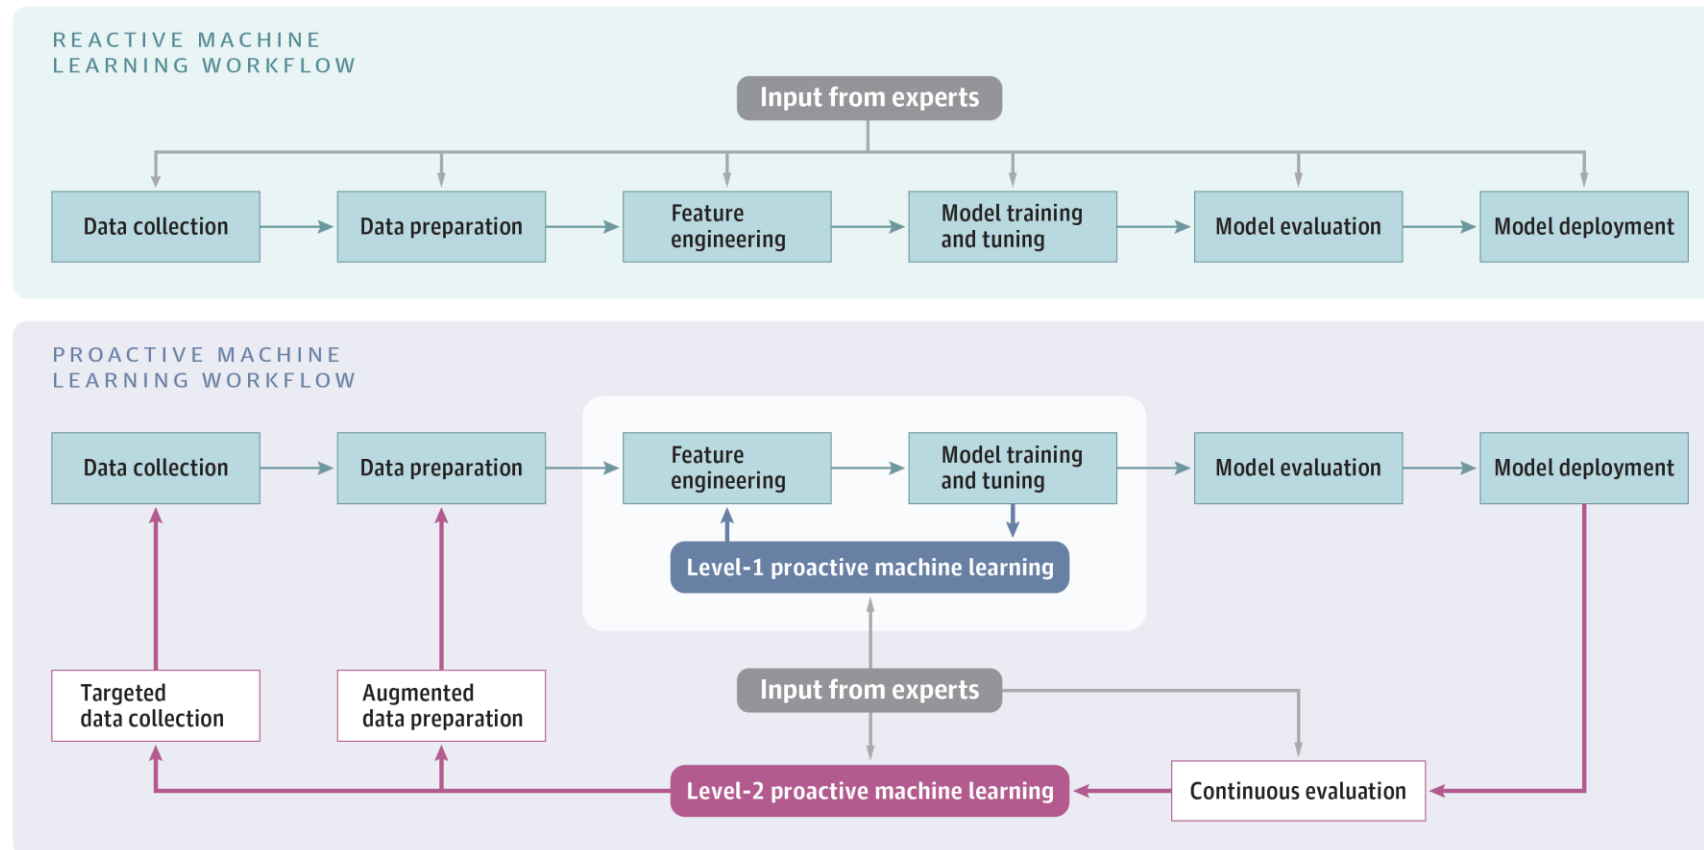 REACTIVE MACHINE
LEARNING WORKFLOW
Input from experts
Data collection
Data preparation
Feature
engineering
Model training
and tuning
Model evaluation
Model deployment
PROACTIVE MACHINE
LEARNING WORKFLOW
Data collection
Data preparation
Feature
engineering
Model training
and tuning
Model evaluation
Model deployment
Level-1 proactive machine learning
Targeted
data collection
Augmented
data preparation
Input from experts
Level-2 proactive machine learning
Continuous evaluation